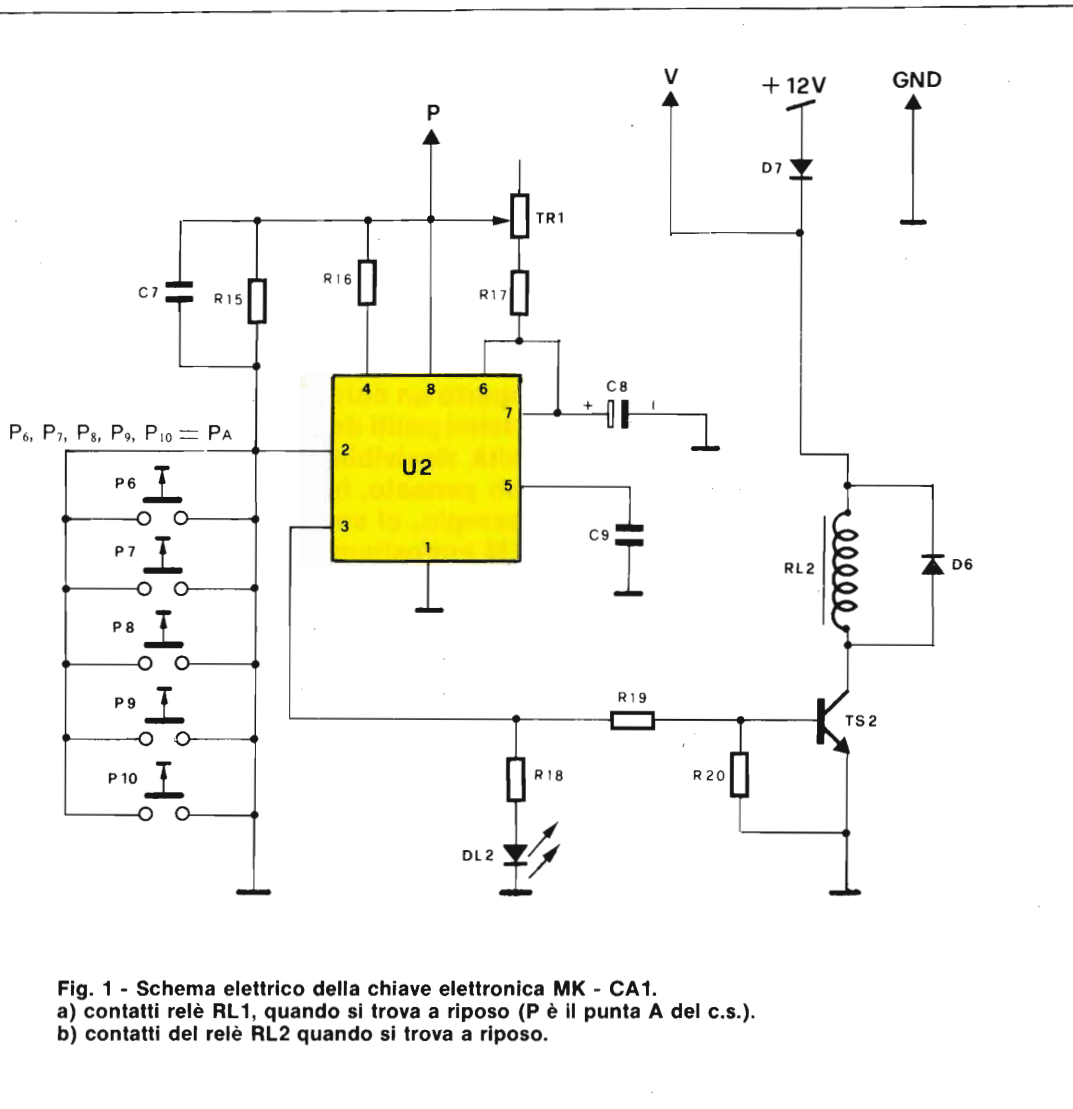 V
+ 12V
GND
P
D7
TR1
C7
R15
R16
R17
4 8 6
7
C8
+
P6, P7, P8, P9, P10 = PA
2
U2
5
3
1
C9
P6
P7
P8
P9
P10
RL2
D6
R19
TS2
R18
R20
DL2
Fig. 1 - Schema elettrico della chiave elettronica MK - CA1.
a) contatti relè RL1, quando si trova a riposo (P è il punta A del c.s.).
b) contatti del relè RL2 quando si trova a riposo.